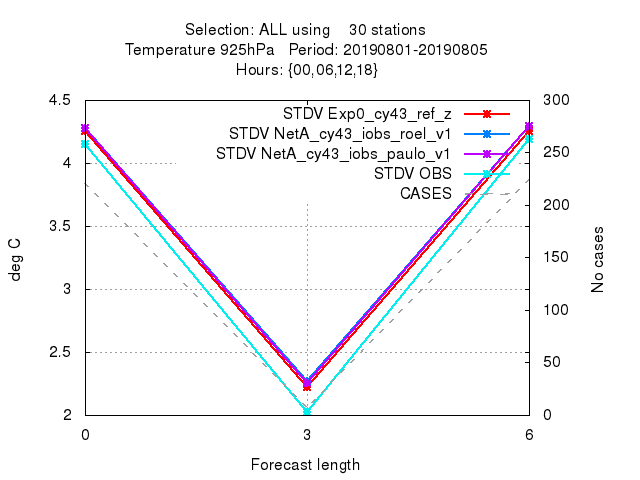 Selection: ALL using 30 stations
Temperature 925hPa Period: 20190801-20190805
Hours: {00,06,12,18}
STDV Exp0_cy43_ref_z
STDV NetA_cy43_iobs_roel_v1
STDV NetA_cy43_iobs_paulo_v1
STDV OBS
CASES
4.5
4
3.5
3
2.5
2
deg C
300
250
200
150
100
50
0
No cases
0 3 6
Forecast length